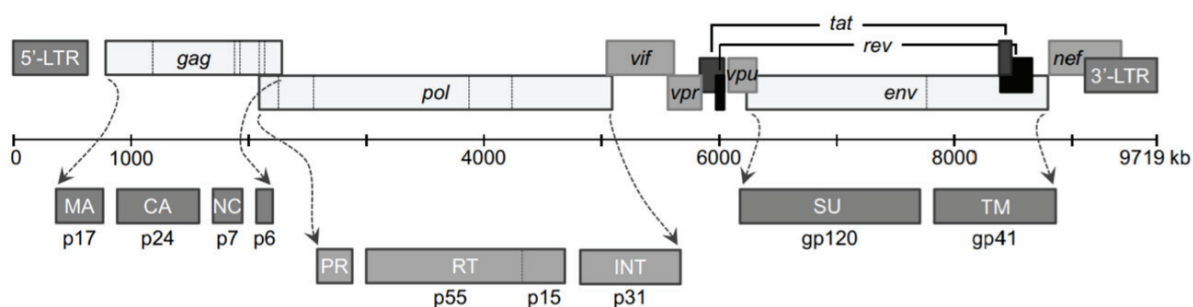 tat
5'-LTR gag vif rev nef
vpr vpu 3'-LTR
pol env
0 1000 2000 4000 6000 8000 9719 kb
MA CA NC SU TM
p17 p24 p7 p6 gp120 gp41
PR RT INT
p55 p15 p31